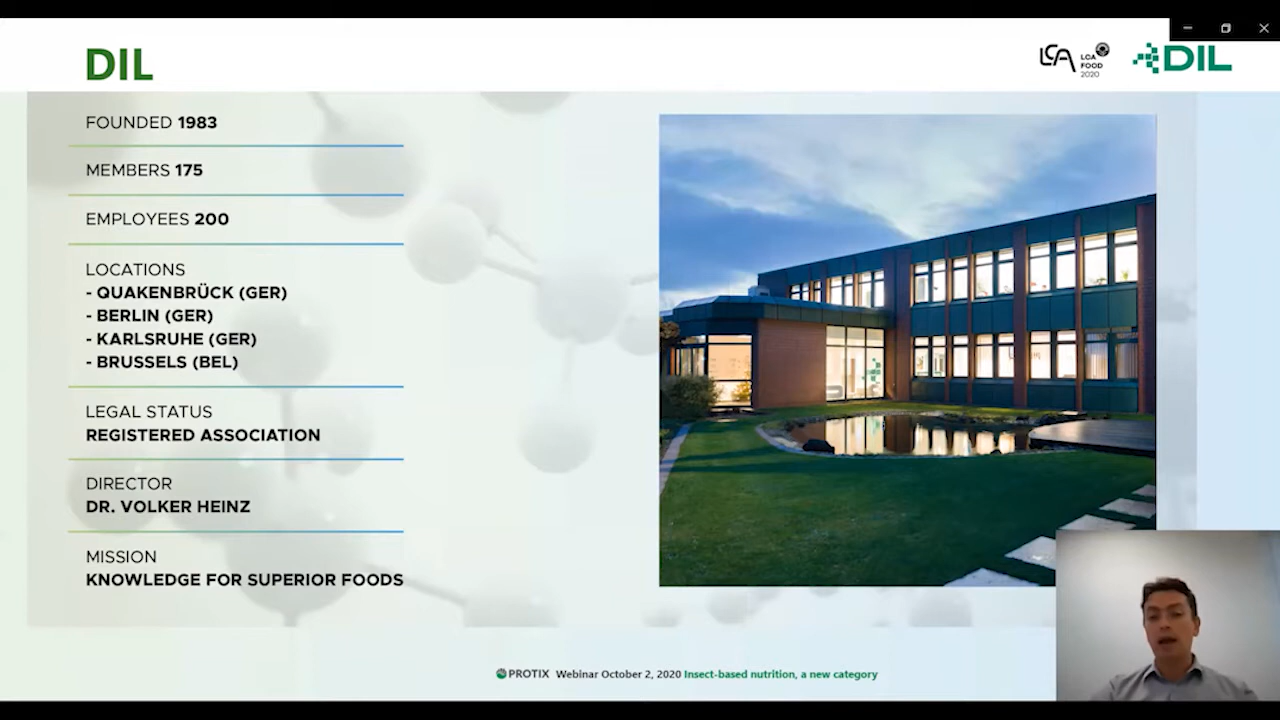 DIL
LCA
LCA
FOOD
2020
DIL
FOUNDED 1983
MEMBERS 175
EMPLOYEES 200
LOCATIONS
- QUAKENBRÜCK (GER)
- BERLIN (GER)
- KARLSRUHE (GER)
- BRUSSELS (BEL)
LEGAL STATUS
REGISTERED ASSOCIATION
DIRECTOR
DR. VOLKER HEINZ
MISSION
KNOWLEDGE FOR SUPERIOR FOODS
PROTIX Webinar October 2, 2020 Insect-based nutrition, a new category